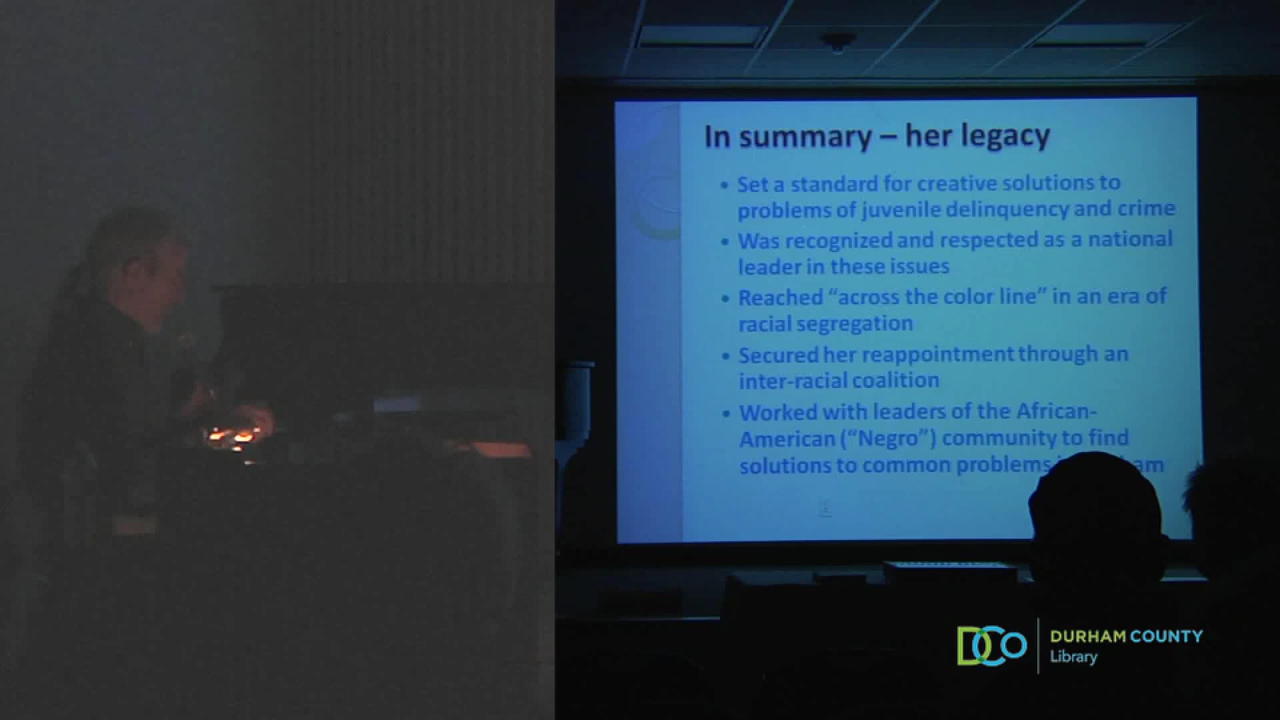 In summary – her legacy
• Set a standard for creative solutions to
problems of juvenile delinquency and crime
• Was recognized and respected as a national
leader in these issues
• Reached “across the color line” in an era of
racial segregation
• Secured her reappointment through an
inter-racial coalition
• Worked with leaders of the African-
American (“Negro”) community to find
solutions to common problems
DCo
DURHAM COUNTY
Library